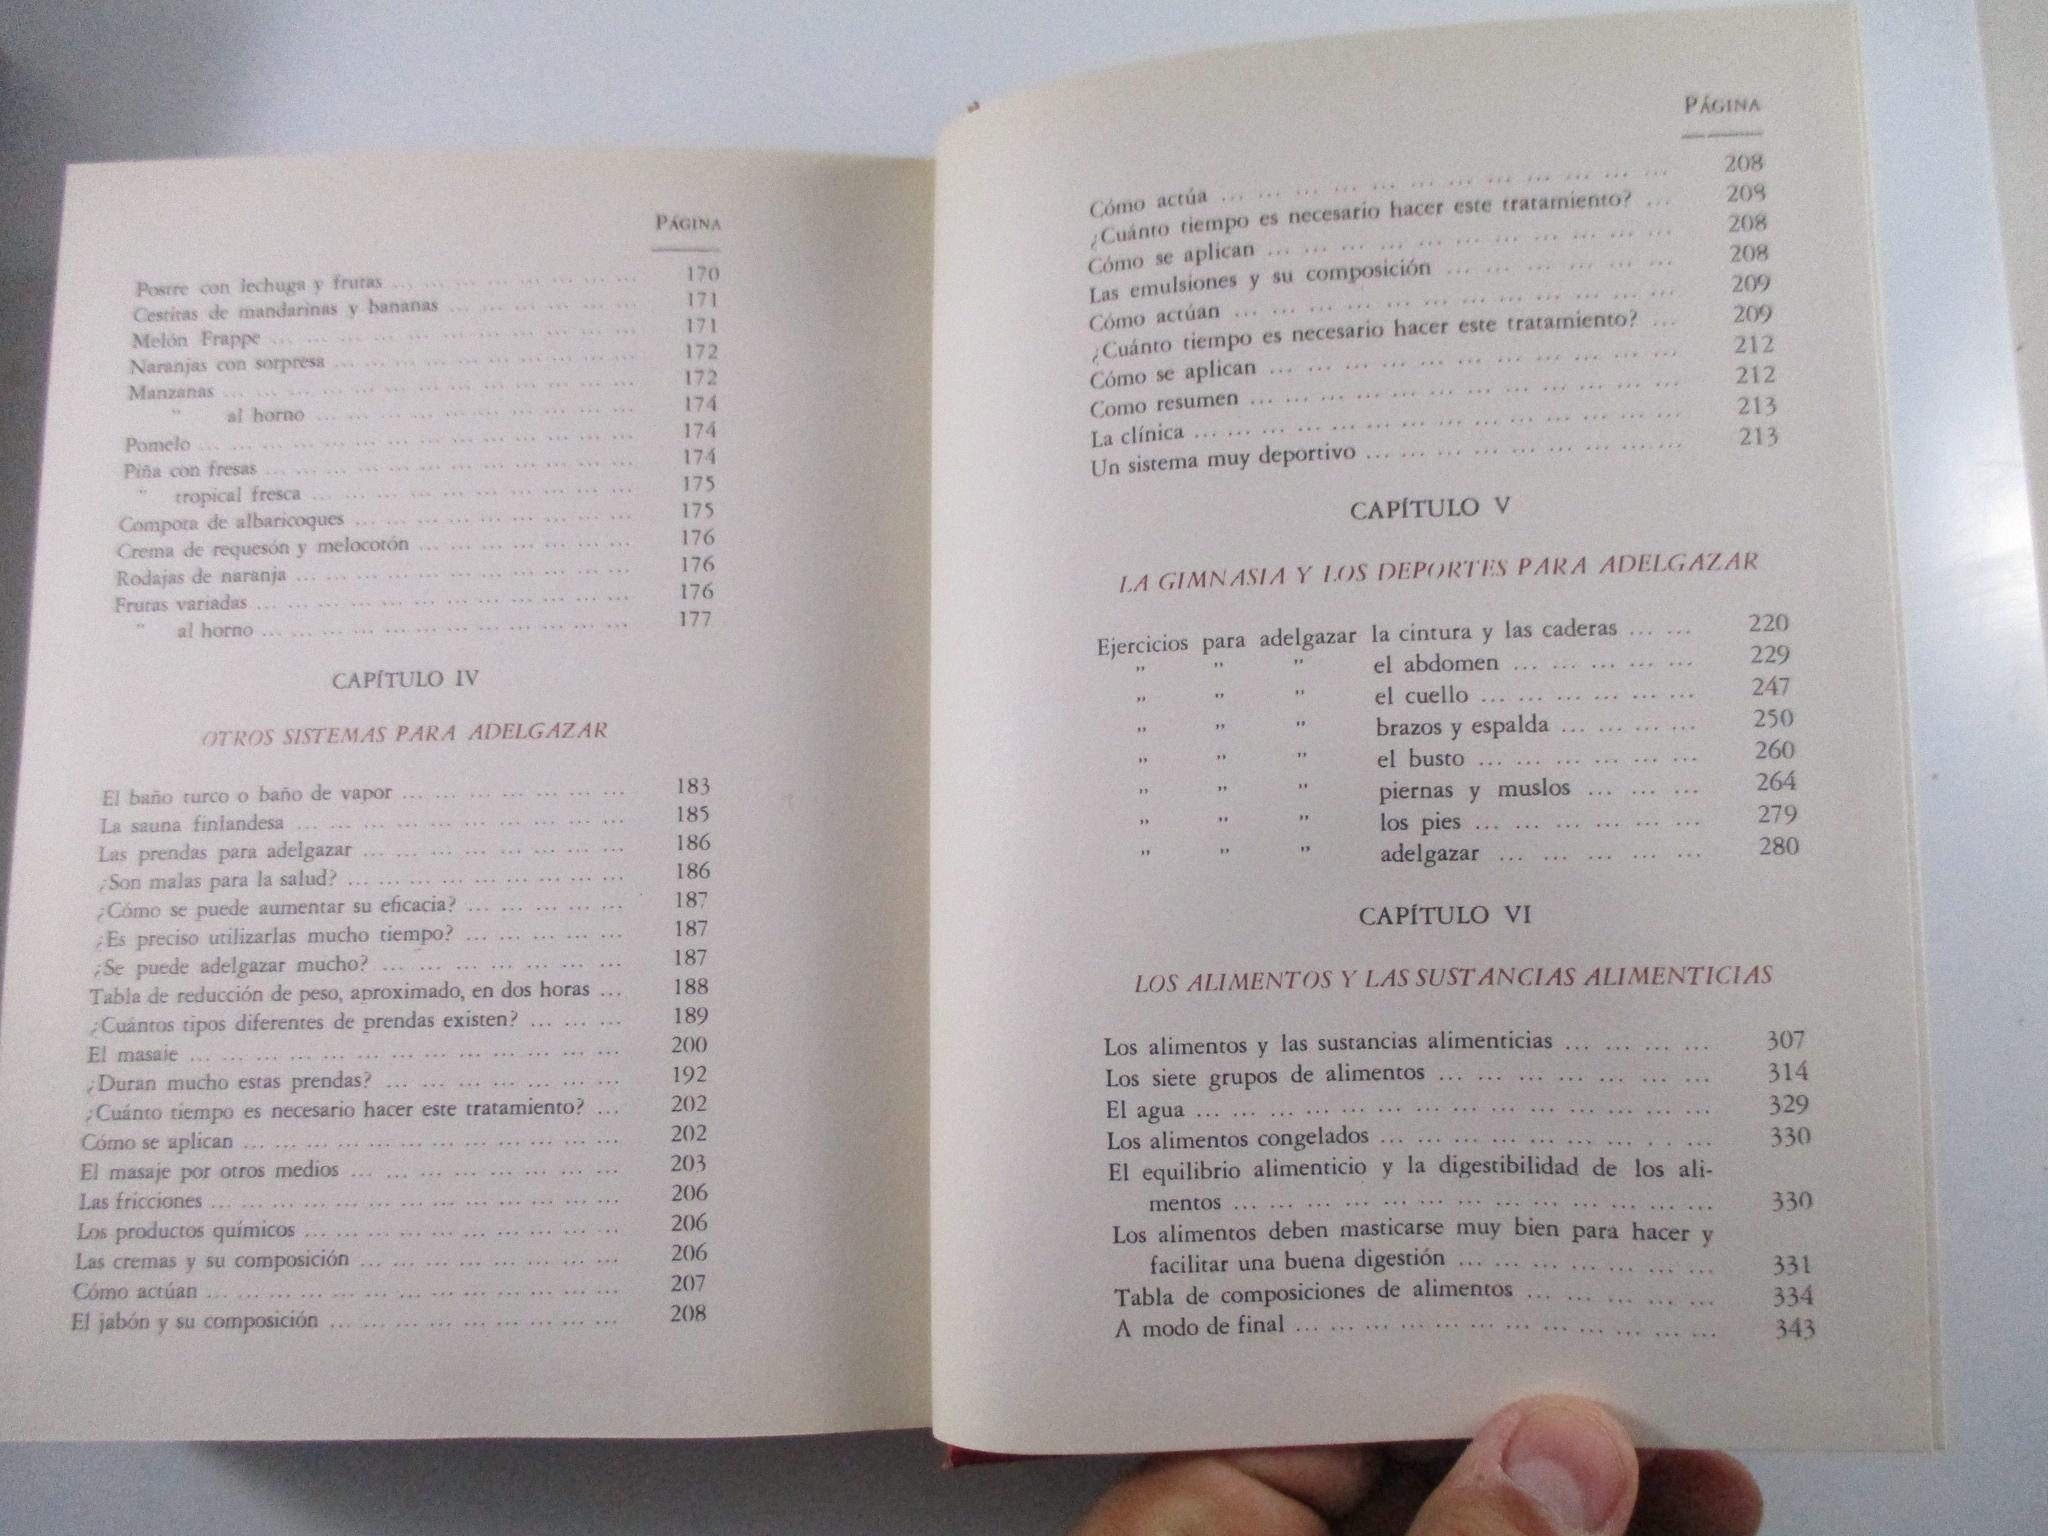 PÁGINA
Postre con lechuga y frutas ... ... ... ... ... ... ... 170
Cestitas de mandarinas y bananas ... ... ... ... ... 171
Melón Frappe ... ... ... ... ... ... ... ... ... ... 171
Naranjas con sorpresa ... ... ... ... ... ... ... ... 172
Manzanas ... ... ... ... ... ... ... ... ... ... ... 172
" al horno ... ... ... ... ... ... ... ... ... 174
Pomelo ... ... ... ... ... ... ... ... ... ... ... 174
Piña con fresas ... ... ... ... ... ... ... ... ... ... 174
" tropical fresca ... ... ... ... ... ... ... ... ... 175
Compota de albaricoques ... ... ... ... ... ... ... ... 175
Crema de requesón y melocotón ... ... ... ... ... ... 176
Rodajas de naranja ... ... ... ... ... ... ... ... ... 176
Frutas variadas ... ... ... ... ... ... ... ... ... ... 176
" al horno ... ... ... ... ... ... ... ... ... ... 177
CAPÍTULO IV
OTROS SISTEMAS PARA ADELGAZAR
El baño turco o baño de vapor ... ... ... ... ... ... ... 183
La sauna finlandesa ... ... ... ... ... ... ... ... ... 185
Las prendas para adelgazar ... ... ... ... ... ... ... ... 186
¿Son malas para la salud? ... ... ... ... ... ... ... ... 186
¿Cómo se puede aumentar su eficacia? ... ... ... ... ... 187
¿Es preciso utilizarlas mucho tiempo? ... ... ... ... ... 187
¿Se puede adelgazar mucho? ... ... ... ... ... ... ... 187
Tabla de reducción de peso, aproximado, en dos horas ... 188
¿Cuántos tipos diferentes de prendas existen? ... ... ... 189
El masaje ... ... ... ... ... ... ... ... ... ... ... ... 200
¿Duran mucho estas prendas? ... ... ... ... ... ... ... 192
¿Cuánto tiempo es necesario hacer este tratamiento? ... 202
Cómo se aplican ... ... ... ... ... ... ... ... ... ... ... 202
El masaje por otros medios ... ... ... ... ... ... ... ... 203
Las fricciones ... ... ... ... ... ... ... ... ... ... ... 206
Los productos químicos ... ... ... ... ... ... ... ... ... 206
Las cremas y su composición ... ... ... ... ... ... ... ... 206
Cómo actúan ... ... ... ... ... ... ... ... ... ... ... ... 207
El jabón y su composición ... ... ... ... ... ... ... ... 208
PÁGINA
Cómo actúa ... ... ... ... ... ... ... ... ... ... ... ... 208
¿Cuánto tiempo es necesario hacer este tratamiento? ... 208
Cómo se aplican ... ... ... ... ... ... ... ... ... ... ... 208
Las emulsiones y su composición ... ... ... ... ... ... 208
Cómo actúan ... ... ... ... ... ... ... ... ... ... ... ... 209
¿Cuánto tiempo es necesario hacer este tratamiento? ... 209
Cómo se aplican ... ... ... ... ... ... ... ... ... ... ... 212
Como resumen ... ... ... ... ... ... ... ... ... ... ... 212
La clínica ... ... ... ... ... ... ... ... ... ... ... ... ... 213
Un sistema muy deportivo ... ... ... ... ... ... ... ... 213
CAPÍTULO V
LA GIMNASIA Y LOS DEPORTES PARA ADELGAZAR
Ejercicios para adelgazar la cintura y las caderas ... ... 220
" " " el abdomen ... ... ... ... ... 229
" " " el cuello ... ... ... ... ... ... 247
" " " brazos y espalda ... ... ... ... 250
" " " el busto ... ... ... ... ... ... 260
" " " piernas y muslos ... ... ... 264
" " " los pies ... ... ... ... ... ... 279
" " " adelgazar ... ... ... ... ... 280
CAPÍTULO VI
LOS ALIMENTOS Y LAS SUSTANCIAS ALIMENTICIAS
Los alimentos y las sustancias alimenticias ... ... ... ... 307
Los siete grupos de alimentos ... ... ... ... ... ... ... 314
El agua ... ... ... ... ... ... ... ... ... ... ... ... ... ... 329
Los alimentos congelados ... ... ... ... ... ... ... . . ... 330
El equilibrio alimenticio y la digestibilidad de los ali-
mentos ... ... ... ... ... ... ... ... ... ... ... ... ... 330
Los alimentos deben masticarse muy bien para hacer y
facilitar una buena digestión ... ... ... ... ... ... ... 331
Tabla de composiciones de alimentos ... ... ... ... ... 334
A modo de final ... ... ... ... ... ... ... ... ... ... ... ... 343